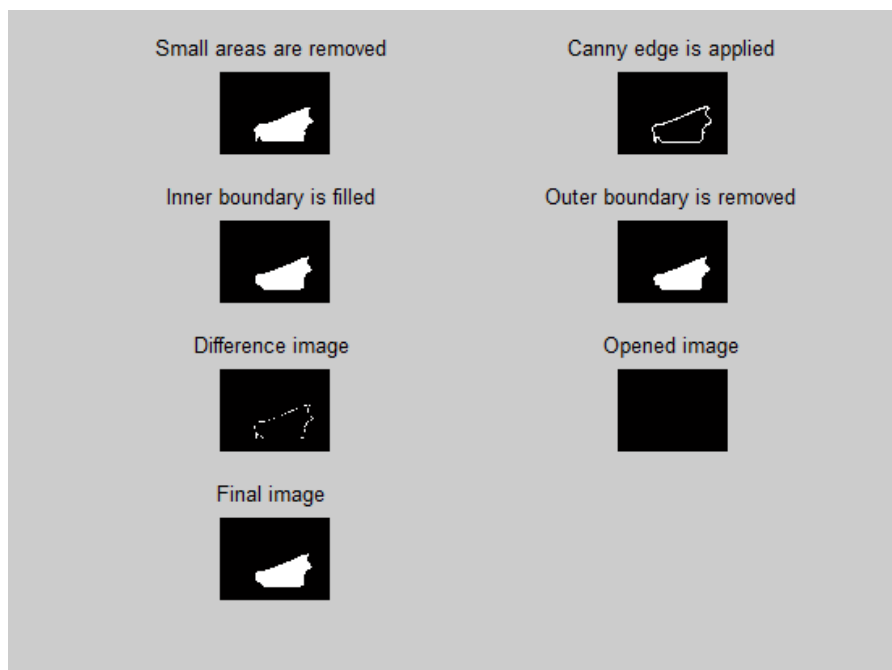 Small areas are removed
Canny edge is applied
Inner boundary is filled
Outer boundary is removed
Difference image
Opened image
Final image